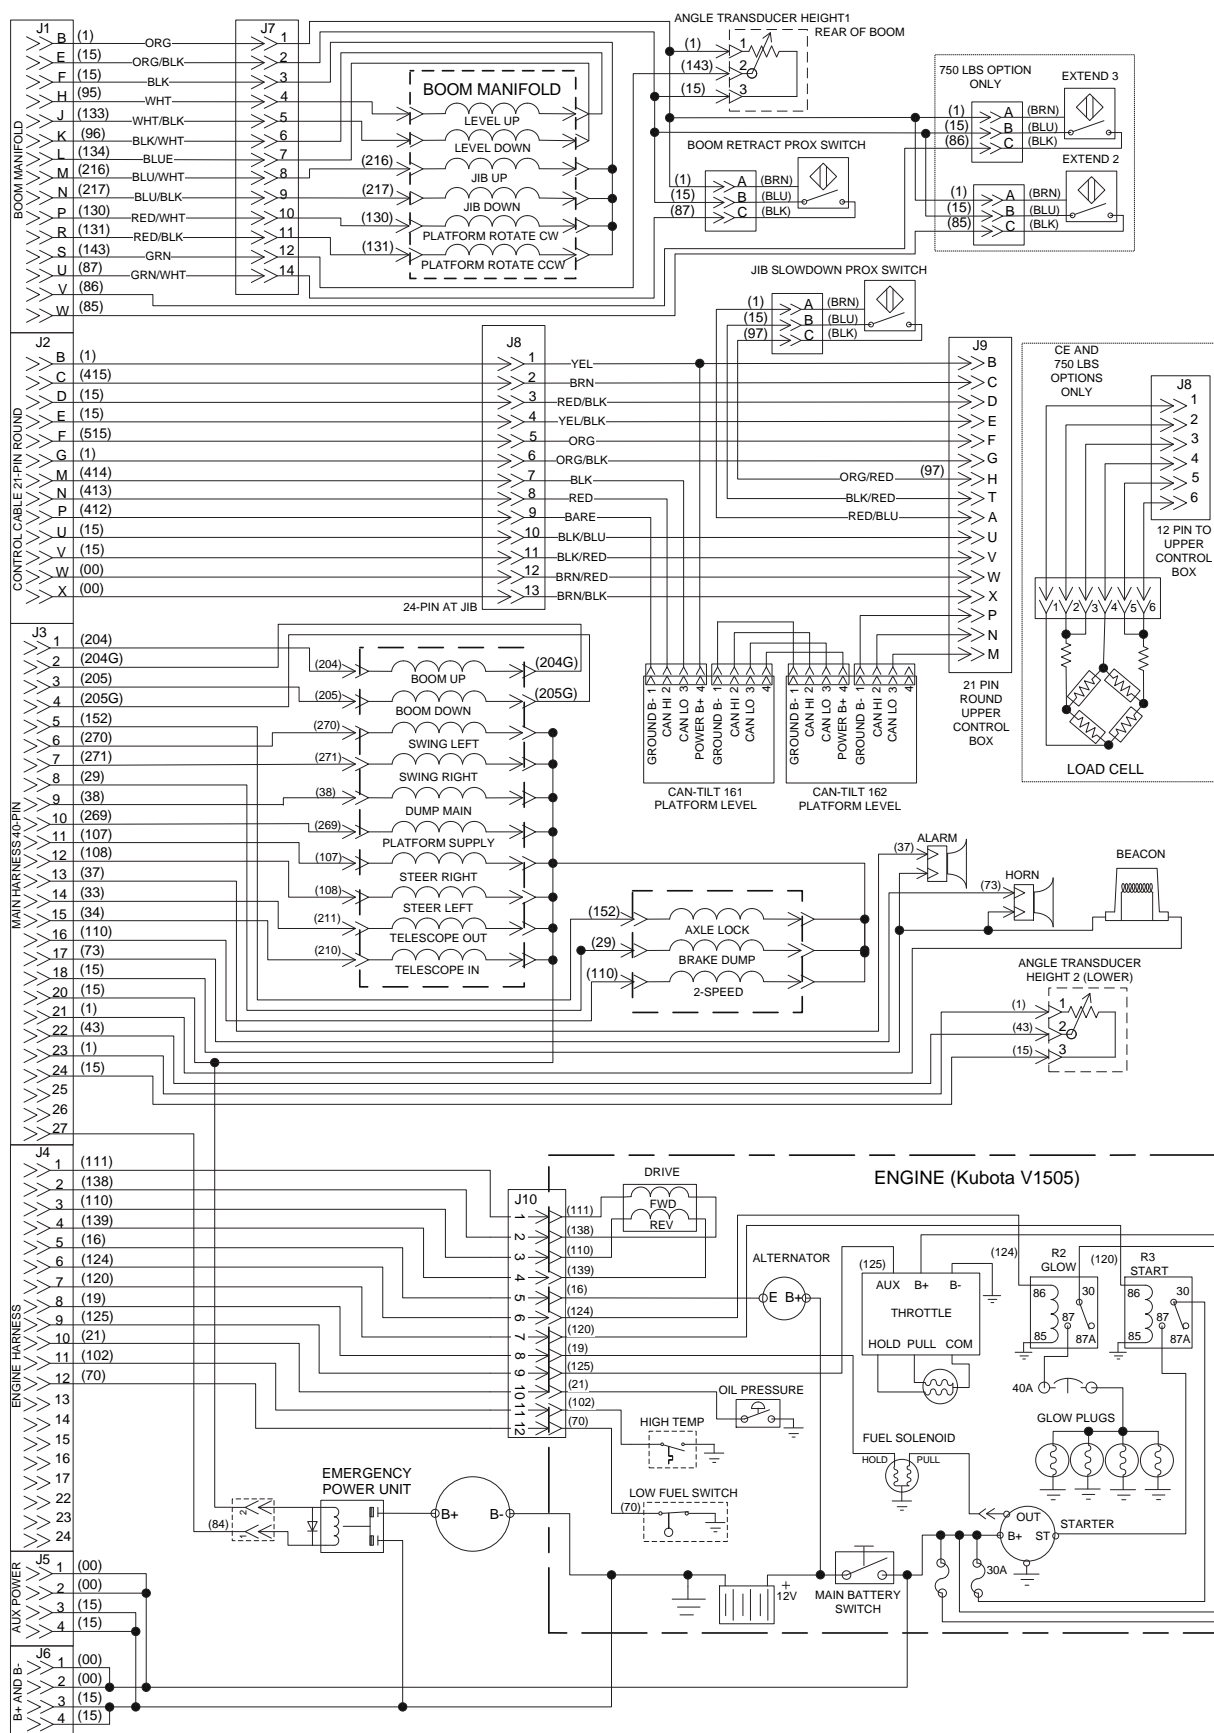 BOOM MANIFOLD
J1
B (1) ORG
E (15) ORG/BLK
F (15) BLK
H (95) WHT
J (133) WHT/BLK
K (96) BLK/WHT
L (134) BLUE
M (216) BLU/WHT
N (217) BLU/BLK
P (130) RED/WHT
R (131) RED/BLK
S (143) GRN
U (87) GRN/WHT
V (86)
W (85)
J7
1
2
3
4
5
6
7
8
9
10
11
12
14
BOOM MANIFOLD
LEVEL UP
LEVEL DOWN
(216) JIB UP
(217) JIB DOWN
(130) PLATFORM ROTATE CW
(131) PLATFORM ROTATE CCW
ANGLE TRANSDUCER HEIGHT1
REAR OF BOOM
(1) 1
(143) 2
(15) 3
BOOM RETRACT PROX SWITCH
(1) A (BRN)
(15) B (BLU)
(87) C (BLK)
750 LBS OPTION
ONLY
EXTEND 3
(1) A (BRN)
(15) B (BLU)
(86) C (BLK)
EXTEND 2
(1) A (BRN)
(15) B (BLU)
(85) C (BLK)
JIB SLOWDOWN PROX SWITCH
(1) A (BRN)
(15) B (BLU)
(97) C (BLK)
CONTROL CABLE 21-PIN ROUND
J2
B (1)
C (415)
D (15)
E (15)
F (515)
G (1)
M (414)
N (413)
P (412)
U (15)
V (15)
W (00)
X (00)
J8
1 YEL
2 BRN
3 RED/BLK
4 YEL/BLK
5 ORG
6 ORG/BLK
7 BLK
8 RED
9 BARE
10 BLK/BLU
11 BLK/RED
12 BRN/RED
13 BRN/BLK
24-PIN AT JIB
ORG/RED (97)
BLK/RED
RED/BLU
J9
B
C
D
E
F
G
H
T
A
U
V
W
X
P
N
M
21 PIN
ROUND
UPPER
CONTROL
BOX
CE AND
750 LBS
OPTIONS
ONLY
J8
1
2
3
4
5
6
12 PIN TO
UPPER
CONTROL
BOX
1 2 3 4 5 6
LOAD CELL
GROUND B- 1
CAN HI 2
CAN LO 3
POWER B+ 4
GROUND B- 1
CAN HI 2
CAN LO 3
4
CAN-TILT 161
PLATFORM LEVEL
GROUND B- 1
CAN HI 2
CAN LO 3
POWER B+ 4
GROUND B- 1
CAN HI 2
CAN LO 3
4
CAN-TILT 162
PLATFORM LEVEL
MAIN HARNESS 40-PIN
J3
1 (204)
2 (204G)
3 (205)
4 (205G)
5 (152)
6 (270)
7 (271)
8 (29)
9 (38)
10 (269)
11 (107)
12 (108)
13 (37)
14 (33)
15 (34)
16 (110)
17 (73)
18 (15)
20 (15)
21 (1)
22 (43)
23 (1)
24 (15)
25
26
27
(204) BOOM UP (204G)
(205) BOOM DOWN (205G)
(270) SWING LEFT
(271) SWING RIGHT
(38) DUMP MAIN
(269) PLATFORM SUPPLY
(107) STEER RIGHT
(108) STEER LEFT
(211) TELESCOPE OUT
(210) TELESCOPE IN
(152) AXLE LOCK
(29) BRAKE DUMP
(110) 2-SPEED
ALARM
(37)
HORN
(73)
BEACON
ANGLE TRANSDUCER
HEIGHT 2 (LOWER)
(1) 1
(43) 2
(15) 3
ENGINE HARNESS
J4
1 (111)
2 (138)
3 (110)
4 (139)
5 (16)
6 (124)
7 (120)
8 (19)
9 (125)
10 (21)
11 (102)
12 (70)
13
14
15
16
17
22
23
24
J10
1 (111)
2 (138)
3 (110)
4 (139)
5 (16)
6 (124)
7 (120)
8 (19)
9 (125)
10 (21)
11 (102)
12 (70)
DRIVE
FWD
REV
ENGINE (Kubota V1505)
ALTERNATOR
E B+
(125)
AUX B+ B-
THROTTLE
HOLD PULL COM
(124)
R2
GLOW
86 30
87
85 87A
(120)
R3
START
86 30
87
85 87A
40A
GLOW PLUGS
OIL PRESSURE
HIGH TEMP
LOW FUEL SWITCH
(70)
FUEL SOLENOID
HOLD PULL
OUT
B+ ST
STARTER
30A
MAIN BATTERY
SWITCH
+
12V
EMERGENCY
POWER UNIT
2
(84) 1
B+ B-
AUX POWER
J5
1 (00)
2 (00)
3 (15)
4 (15)
B+ AND B-
J6
1 (00)
2 (00)
3 (15)
4 (15)